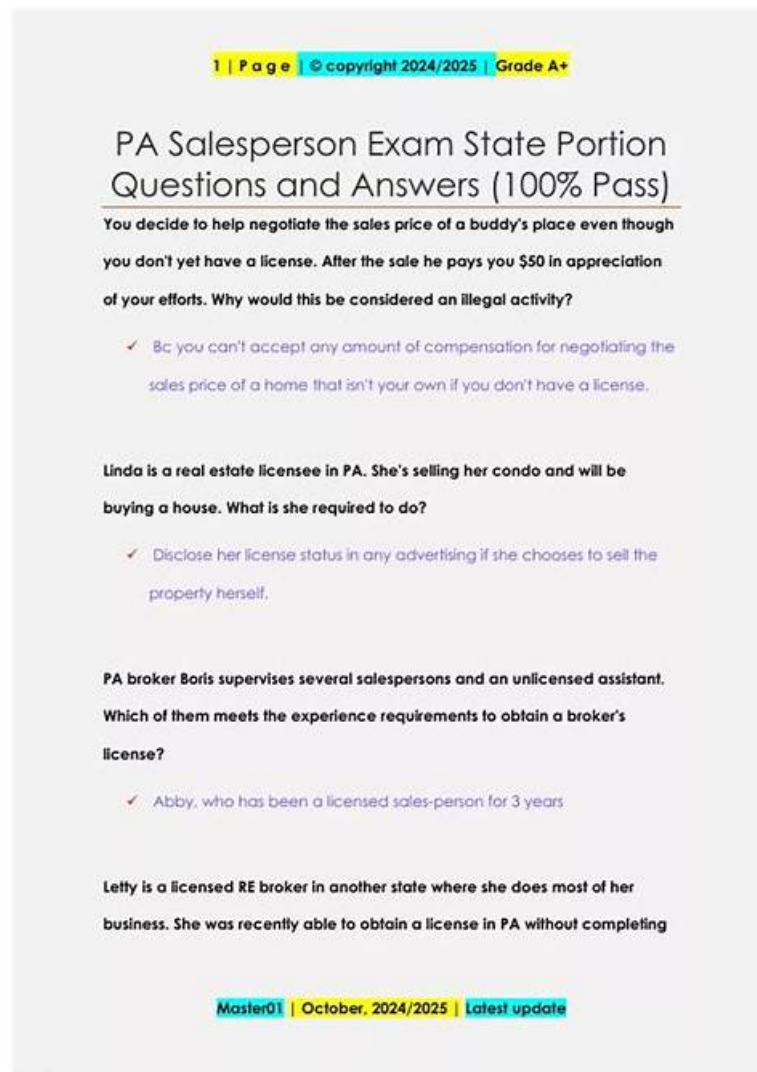 1 | P a g e | © copyright 2024/2025 | Grade A+
PA Salesperson Exam State Portion
Questions and Answers (100% Pass)
You decide to help negotiate the sales price of a buddy's place even though
you don't yet have a license. After the sale he pays you $50 in appreciation
of your efforts. Why would this be considered an illegal activity?
✓ Bc you can't accept any amount of compensation for negotiating the
sales price of a home that isn't your own if you don't have a license.
Linda is a real estate licensee in PA. She's selling her condo and will be
buying a house. What is she required to do?
✓ Disclose her license status in any advertising if she chooses to sell the
property herself.
PA broker Boris supervises several salespersons and an unlicensed assistant.
Which of them meets the experience requirements to obtain a broker's
license?
✓ Abby, who has been a licensed sales-person for 3 years
Letty is a licensed RE broker in another state where she does most of her
business. She was recently able to obtain a license in PA without completing
Master01 | October, 2024/2025 | Latest update